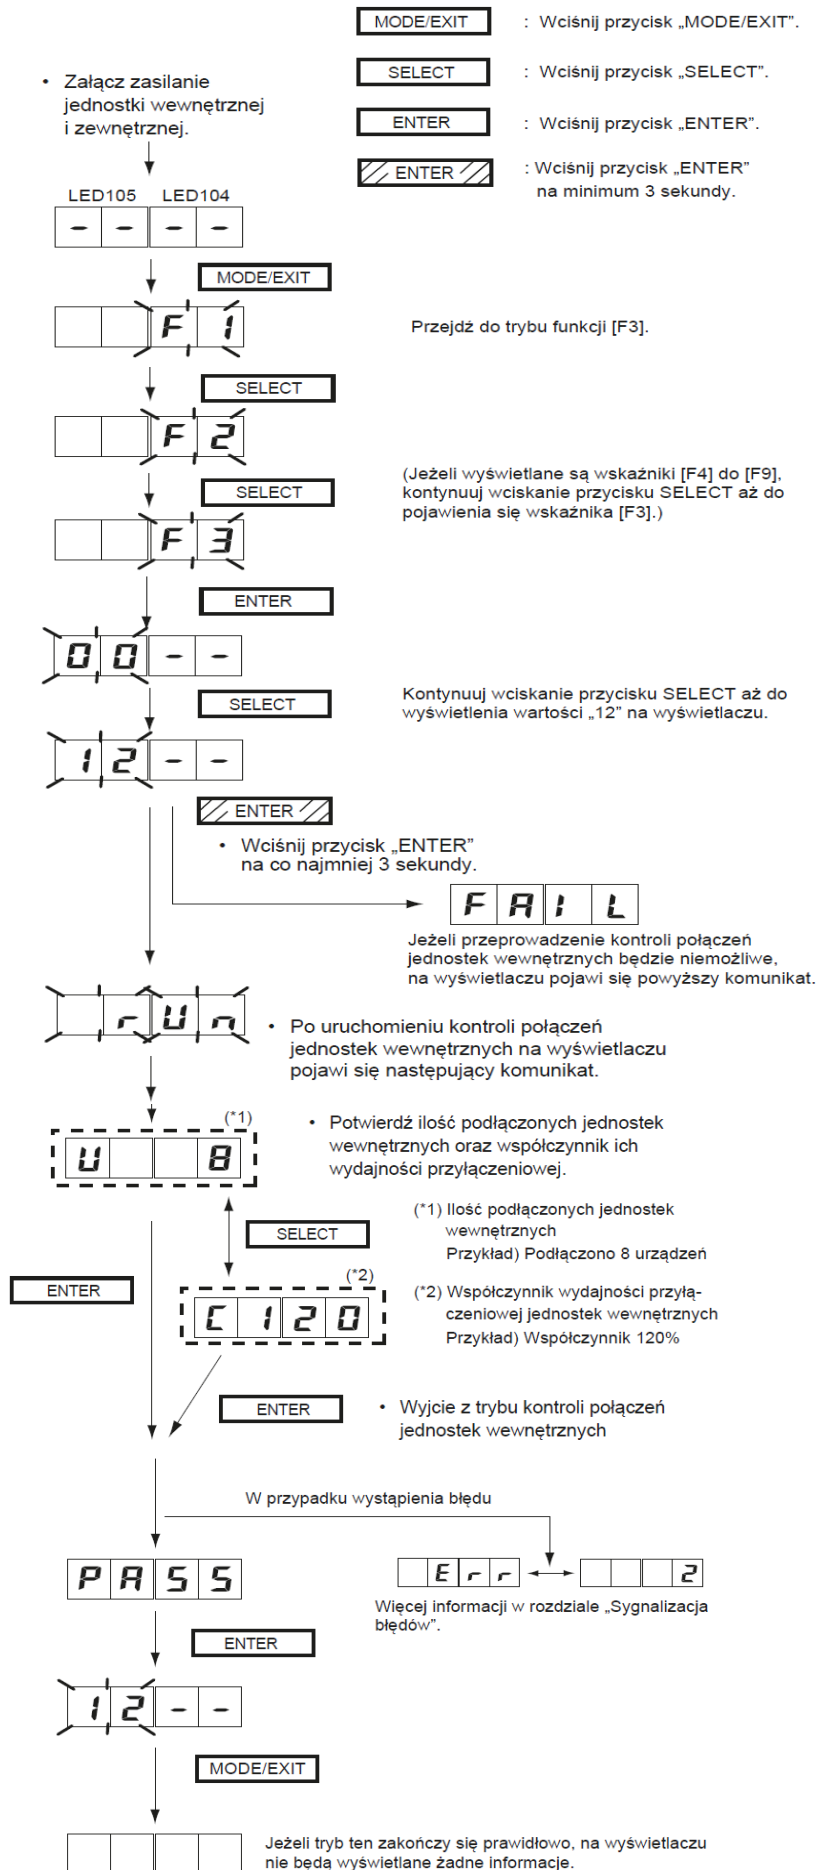 MODE/EXIT : Wciśnij przycisk „MODE/EXIT”.
SELECT : Wciśnij przycisk „SELECT”.
ENTER : Wciśnij przycisk „ENTER”.
ENTER : Wciśnij przycisk „ENTER”
na minimum 3 sekundy.
• Załącz zasilanie
jednostki wewnętrznej
i zewnętrznej.
LED105 LED104
- - - -
MODE/EXIT
F 1
Przejdź do trybu funkcji [F3].
SELECT
F 2
(Jeżeli wyświetlane są wskaźniki [F4] do [F9],
kontynuuj wciskanie przycisku SELECT aż do
pojawienia się wskaźnika [F3].)
SELECT
F 3
ENTER
0 0 - -
SELECT
Kontynuuj wciskanie przycisku SELECT aż do
wyświetlenia wartości „12” na wyświetlaczu.
1 2 - -
ENTER
• Wciśnij przycisk „ENTER”
na co najmniej 3 sekundy.
F A I L
Jeżeli przeprowadzenie kontroli połączeń
jednostek wewnętrznych będzie niemożliwe,
na wyświetlaczu pojawi się powyższy komunikat.
r U n
• Po uruchomieniu kontroli połączeń
jednostek wewnętrznych na wyświetlaczu
pojawi się następujący komunikat.
(*1)
U 8
• Potwierdź ilość podłączonych jednostek
wewnętrznych oraz współczynnik ich
wydajności przyłączeniowej.
SELECT
(*1) Ilość podłączonych jednostek
wewnętrznych
Przykład) Podłączono 8 urządzeń
ENTER
(*2)
C 1 2 0
(*2) Współczynnik wydajności przyłą-
czeniowej jednostek wewnętrznych
Przykład) Współczynnik 120%
ENTER
• Wyjcie z trybu kontroli połączeń
jednostek wewnętrznych
W przypadku wystąpienia błędu
P A S S
E r r 2
Więcej informacji w rozdziale „Sygnalizacja
błędów”.
ENTER
1 2 - -
MODE/EXIT
Jeżeli tryb ten zakończy się prawidłowo, na wyświetlaczu
nie będą wyświetlane żadne informacje.